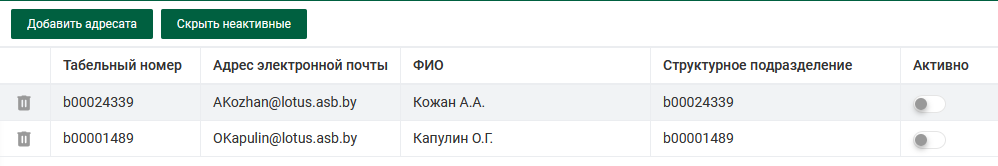 Добавить адресата Скрыть неактивные
Табельный номер Адрес электронной почты ФИО Структурное подразделение Активно
b00024339 AKozhan@lotus.asb.by Кожан А.А. b00024339
b00001489 OKapulin@lotus.asb.by Капулин О.Г. b00001489